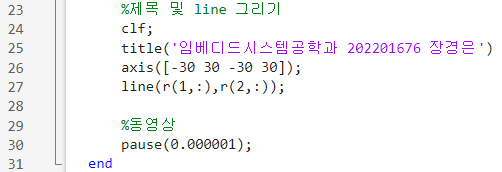 23 %제목 및 line 그리기
24 clf;
25 title('임베디드시스템공학과 202201676 장경은')
26 axis([-30 30 -30 30]);
27 line(r(1,:),r(2,:));
28
29 %동영상
30 pause(0.000001);
31 end